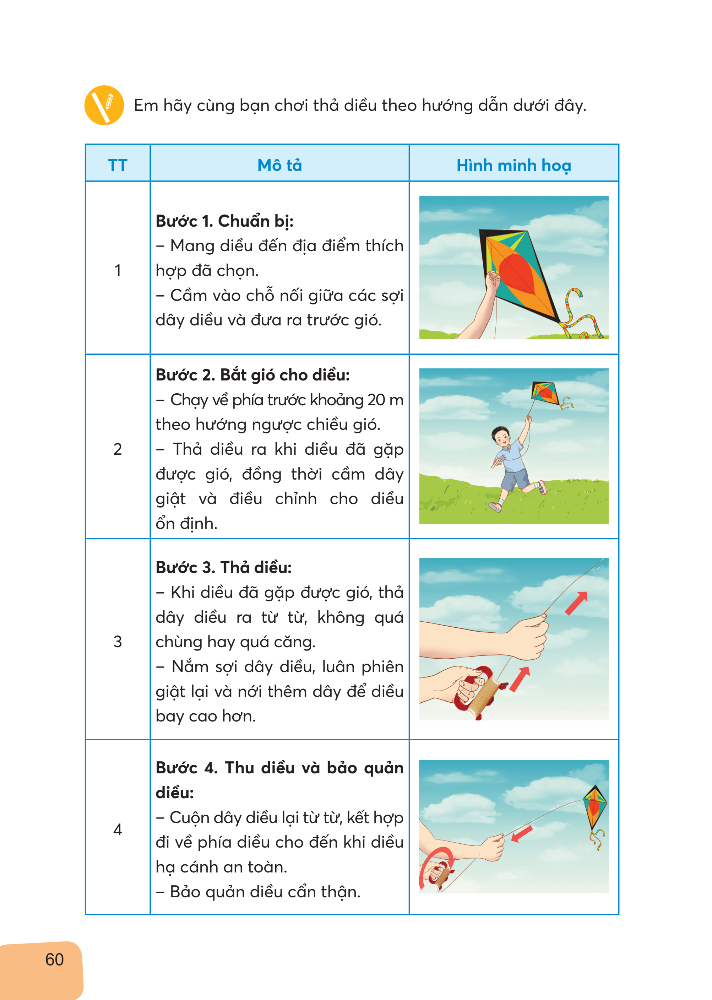 Em hãy cùng bạn chơi thả diều theo hướng dẫn dưới đây.
TT
Mô tả
Hình minh hoạ
1
Bước 1. Chuẩn bị:
– Mang diều đến địa điểm thích
hợp đã chọn.
– Cầm vào chỗ nối giữa các sợi
dây diều và đưa ra trước gió.
2
Bước 2. Bắt gió cho diều:
– Chạy về phía trước khoảng 20 m
theo hướng ngược chiều gió.
– Thả diều ra khi diều đã gặp
được gió, đồng thời cầm dây
giật và điều chỉnh cho diều
ổn định.
3
Bước 3. Thả diều:
– Khi diều đã gặp được gió, thả
dây diều ra từ từ, không quá
chùng hay quá căng.
– Nắm sợi dây diều, luân phiên
giật lại và nới thêm dây để diều
bay cao hơn.
4
Bước 4. Thu diều và bảo quản
diều:
– Cuộn dây diều lại từ từ, kết hợp
đi về phía diều cho đến khi diều
hạ cánh an toàn.
– Bảo quản diều cẩn thận.
60